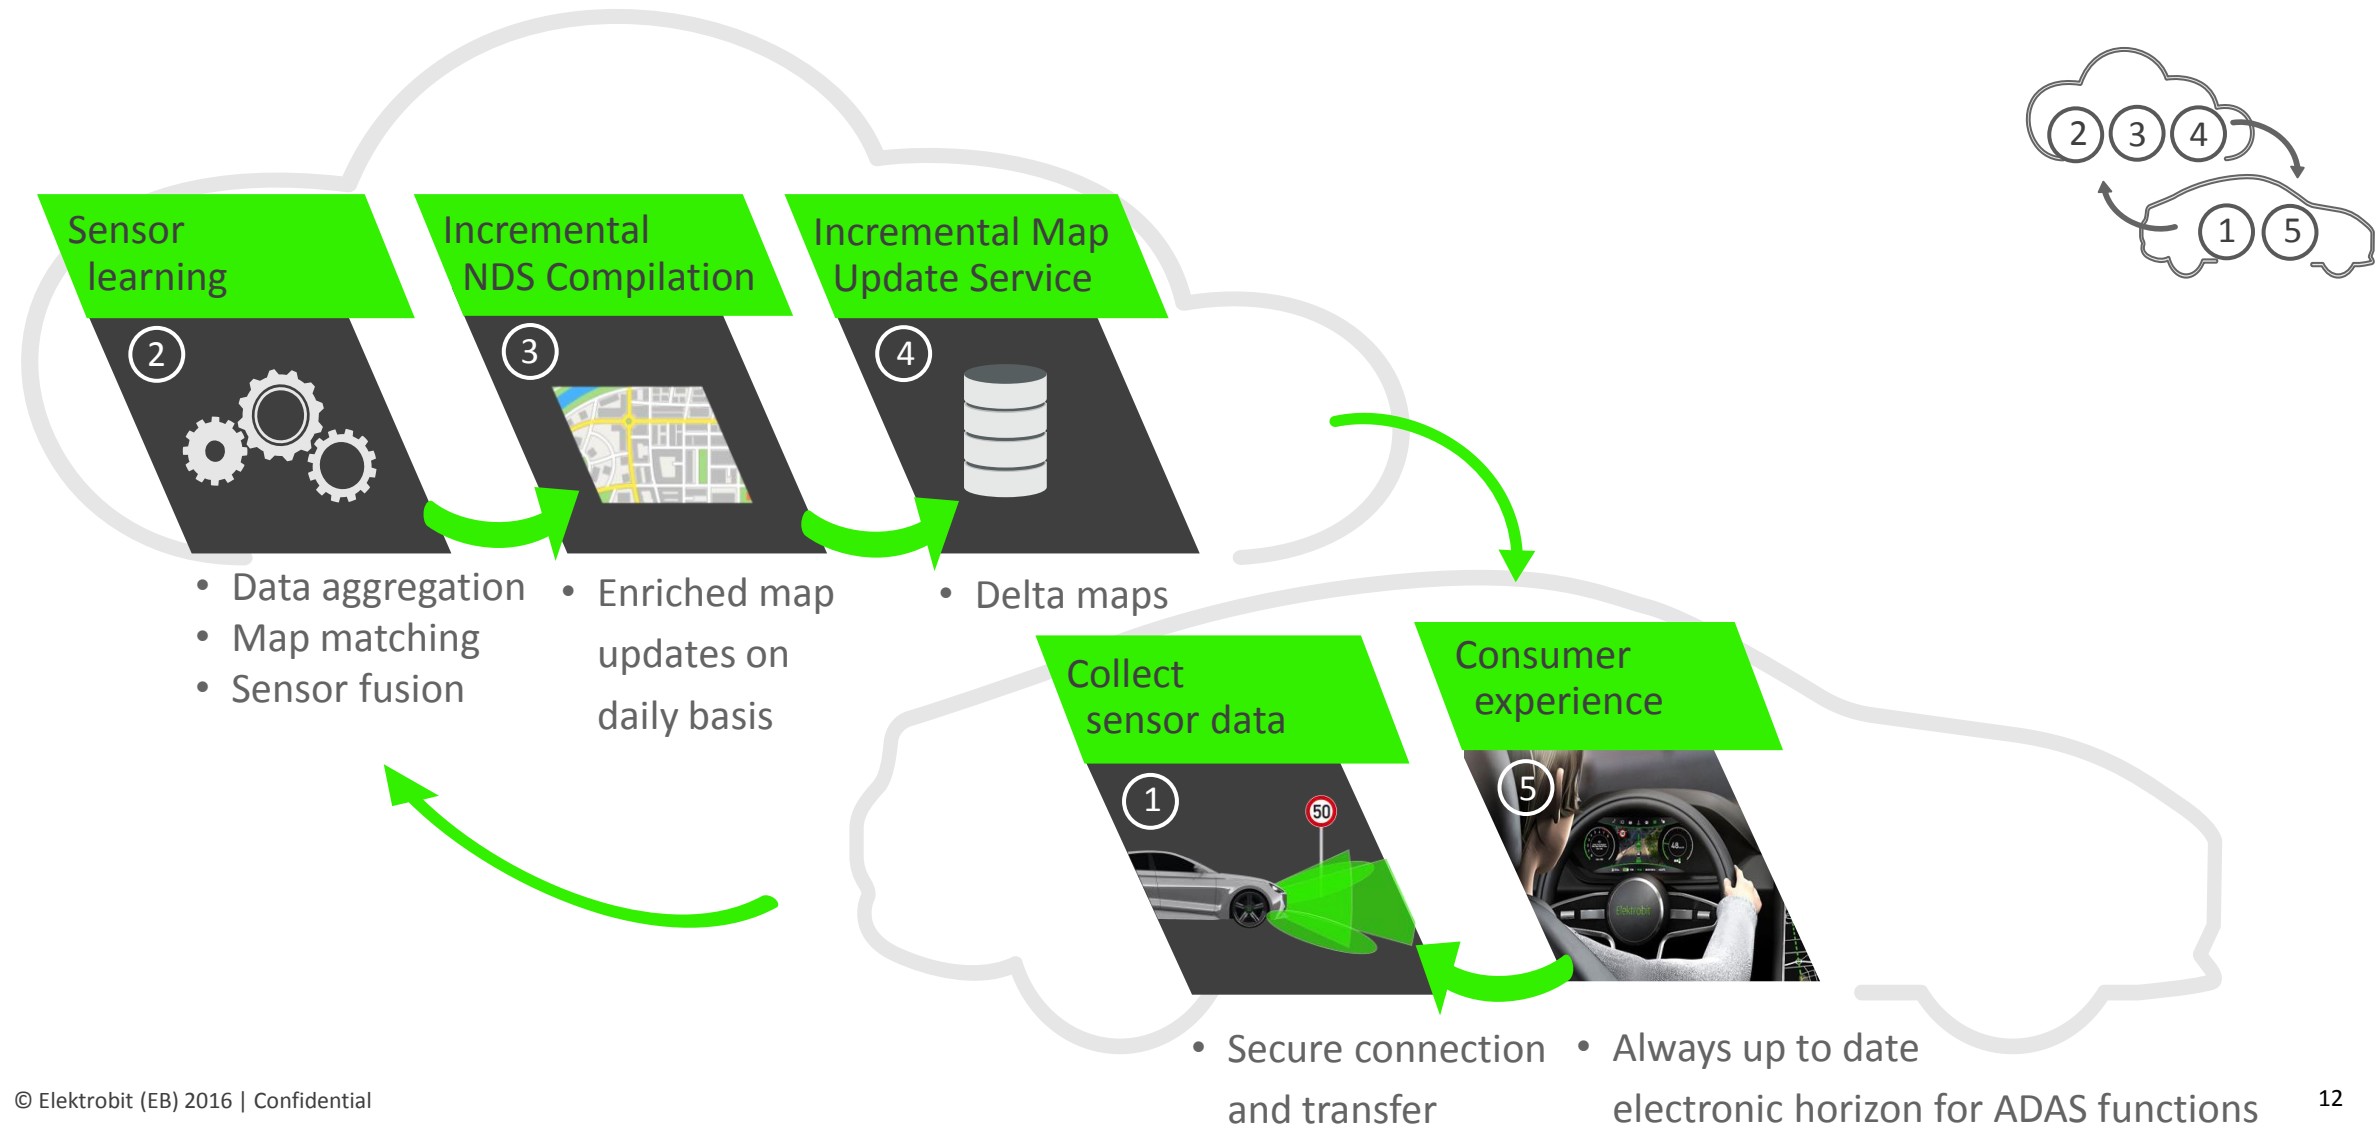 2 3 4
1 5
Sensor
learning
2
• Data aggregation
• Map matching
• Sensor fusion
Incremental
NDS Compilation
3
• Enriched map
updates on
daily basis
Incremental Map
Update Service
4
• Delta maps
Collect
sensor data
1
50
• Secure connection
and transfer
Consumer
experience
5
48
Elektrobit
• Always up to date
electronic horizon for ADAS functions
© Elektrobit (EB) 2016 | Confidential
12